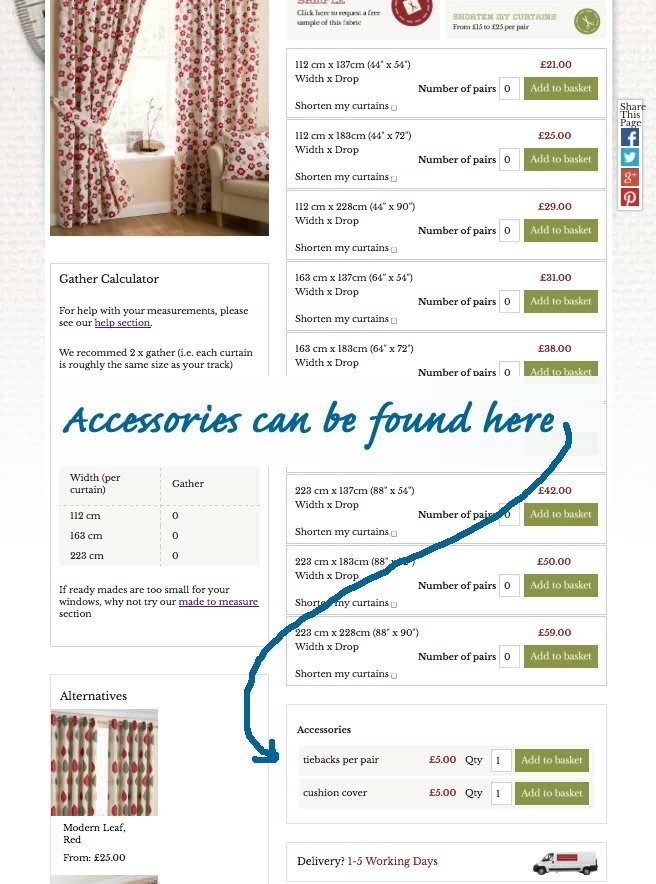 SAMPLE
Click here to request a free
sample of this fabric
SHORTEN MY CURTAINS
From £15 to £25 per pair
Share
This
Page
112 cm x 137cm (44" x 54")
£21.00
Width x Drop
Number of pairs 0 Add to basket
Shorten my curtains
112 cm x 183cm (44" x 72")
£25.00
Width x Drop
Number of pairs 0 Add to basket
Shorten my curtains
112 cm x 228cm (44" x 90")
£29.00
Width x Drop
Number of pairs 0 Add to basket
Shorten my curtains
163 cm x 137cm (64" x 54")
£31.00
Width x Drop
Number of pairs 0 Add to basket
Shorten my curtains
163 cm x 183cm (64" x 72")
£38.00
Width x Drop
Number of pairs 0 Add to basket
Gather Calculator
For help with your measurements, please
see our help section.
We recommed 2 x gather (i.e. each curtain
is roughly the same size as your track)
Accessories can be found here
Width (per
curtain)
Gather
112 cm 0
163 cm 0
223 cm 0
If ready mades are too small for your
windows, why not try our made to measure
section
223 cm x 137cm (88" x 54")
£42.00
Width x Drop
Number of pairs 0 Add to basket
Shorten my curtains
223 cm x 183cm (88" x
£50.00
Width x Drop
Number of pairs 0 Add to basket
Shorten my curtains
223 cm x 228cm (88" x 90")
£59.00
Width x Drop
Number of pairs 0 Add to basket
Shorten my curtains
Alternatives
Modern Leaf,
Red
From: £25.00
Accessories
tiebacks per pair £5.00 Qty 1 Add to basket
cushion cover £5.00 Qty 1 Add to basket
Delivery? 1-5 Working Days